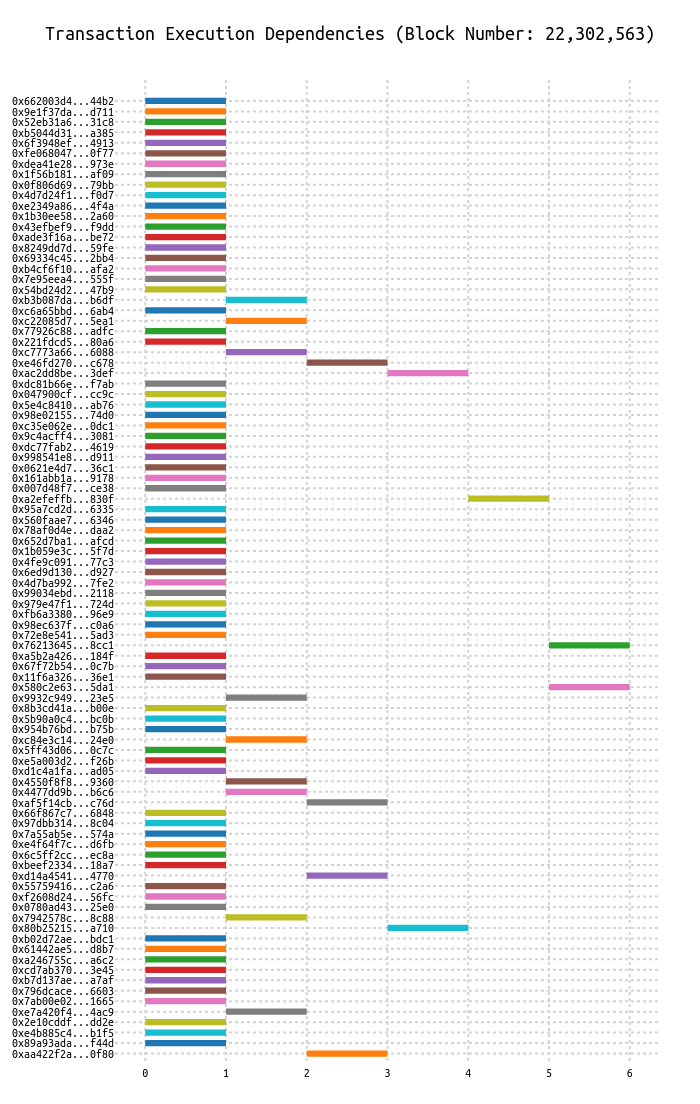 Transaction Execution Dependencies (Block Number: 22,302,563)
0x662003d4...44b2
0x9e1f37da...d711
0x52eb31a6...31c8
0xb5044d31...a385
0x6f3948ef...4913
0xfe068047...0f77
0xdea41e28...973e
0x1f56b181...af09
0x0f806d69...79bb
0x4d7d24f1...f0d7
0xe2349a86...4f4a
0x1b30ee58...2a60
0x43efbef9...f9dd
0xade3f16a...be72
0x8249dd7d...59fe
0x69334c45...2bb4
0xb4cf6f10...afa2
0x7e95eea4...555f
0x54bd24d2...47b9
0xb3b087da...b6df
0xc6a65bbd...6ab4
0xc22085d7...5ea1
0x77926c88...adfc
0x221fdcd5...80a6
0xc7773a66...6088
0xe46fd270...c678
0xac2dd8be...3def
0xdc81b66e...f7ab
0x047900cf...cc9c
0x5e4c8410...ab76
0x98e02155...74d0
0xc35e062e...0dc1
0x9c4acff4...3081
0xdc77fab2...4619
0x998541e8...d911
0x0621e4d7...36c1
0x161abb1a...9178
0x007d48f7...ce38
0xa2efeffb...830f
0x95a7cd2d...6335
0x560faae7...6346
0x78af0d4e...daa2
0x652d7ba1...afcd
0x1b059e3c...5f7d
0x4fe9c091...77c3
0x6ed9d130...d927
0x4d7ba992...7fe2
0x99034ebd...2118
0x979e47f1...724d
0xfb6a3380...96e9
0x98ec637f...c0a6
0x72e8e541...5ad3
0x76213645...8cc1
0xa5b2a426...184f
0x67f72b54...0c7b
0x11f6a326...36e1
0x580c2e63...5da1
0x9932c949...23e5
0x8b3cd41a...b00e
0x5b90a0c4...bc0b
0x954b76bd...b75b
0xc84e3c14...24e0
0x5ff43d06...0c7c
0xe5a003d2...f26b
0xd1c4a1fa...ad05
0x4550f8f8...9360
0x4477dd9b...b6c6
0xaf5f14cb...c76d
0x66f867c7...6848
0x97dbb314...8c04
0x7a55ab5e...574a
0xe4f64f7c...d6fb
0x6c5ff2cc...ec8a
0xbeef2334...18a7
0xd14a4541...4770
0x55759416...c2a6
0xf2608d24...56fc
0x0780ad43...25e0
0x7942578c...8c88
0x80b25215...a710
0xb02d72ae...bdc1
0x61442ae5...d8b7
0xa246755c...a6c2
0xcd7ab370...3e45
0xb7d137ae...a7af
0x796dcace...6603
0x7ab00e02...1665
0xe7a420f4...4ac9
0x2e10cddf...dd2e
0xe4b885c4...b1f5
0x89a93ada...f44d
0xaa422f2a...0f80
0 1 2 3 4 5 6